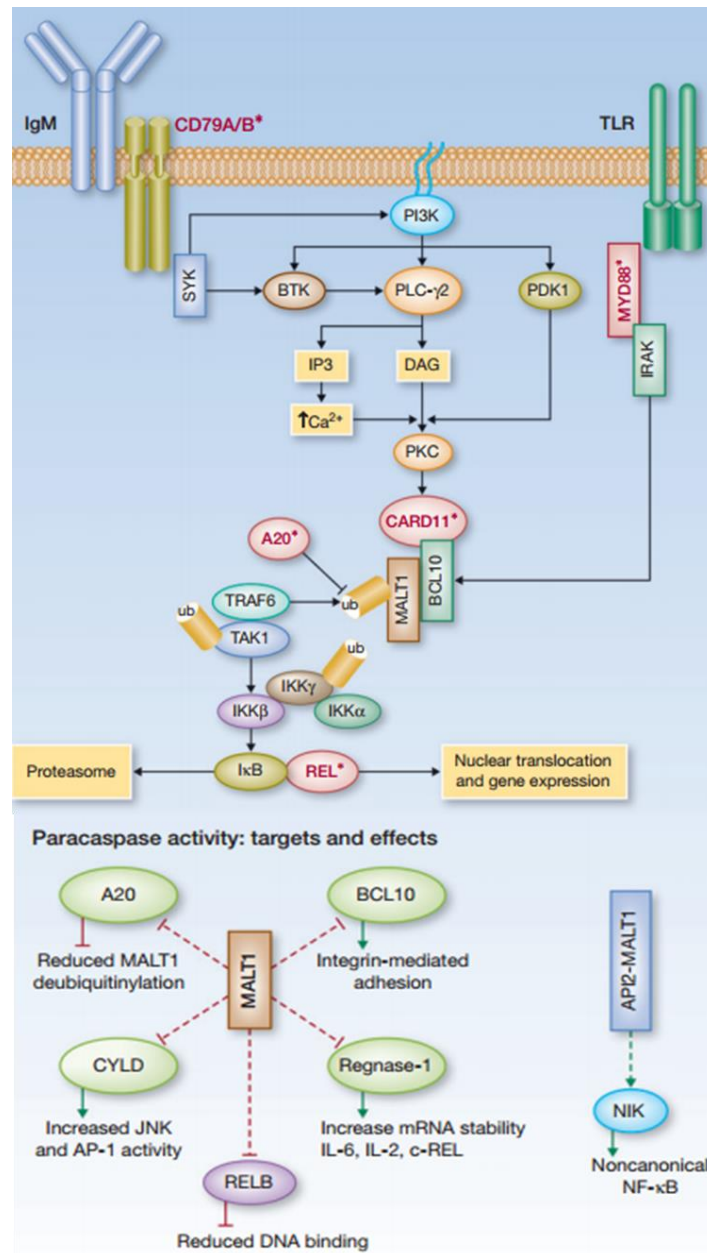 IgM
CD79A/B*
TLR
PI3K
SYK
BTK
PLC-γ2
PDK1
MYD88*
IRAK
IP3
DAG
↑Ca²⁺
PKC
CARD11*
A20*
MALT1
BCL10
ub
TRAF6
ub
TAK1
ub
IKKγ
IKKβ
IKKα
Proteasome
IκB
REL*
Nuclear translocation
and gene expression
Paracaspase activity: targets and effects
A20
BCL10
Reduced MALT1
deubiquitinylation
Integrin-mediated
adhesion
MALT1
API2-MALT1
CYLD
Regnase-1
Increased JNK
and AP-1 activity
Increase mRNA stability
IL-6, IL-2, c-REL
NIK
Noncanonical
NF-κB
RELB
Reduced DNA binding